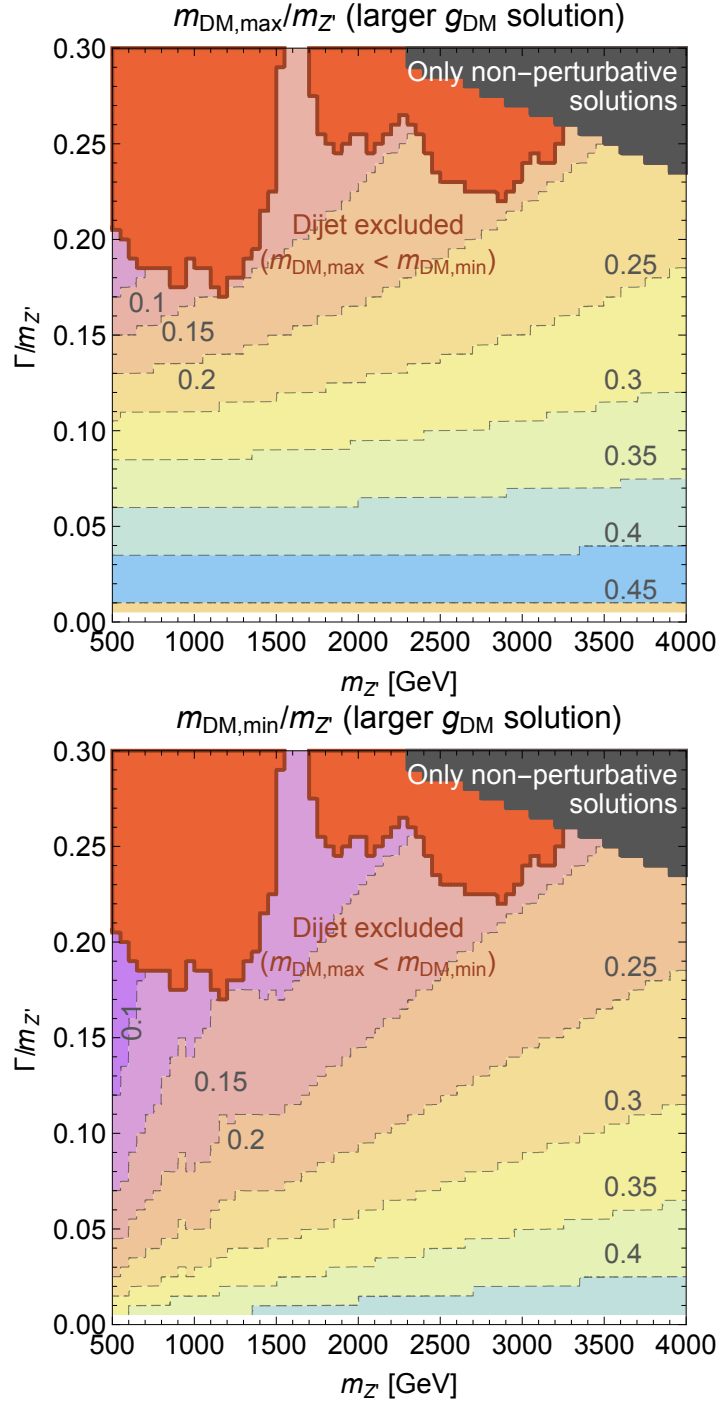 m_DM,max/m_Z' (larger g_DM solution)
0.30
Only non-perturbative
solutions
0.25
Dijet excluded
(m_DM,max < m_DM,min)
0.20
0.25
0.1
0.15
0.15
0.2
0.3
0.10
0.35
0.05
0.4
0.45
0.00
Γ/m_Z'
500 1000 1500 2000 2500 3000 3500 4000
m_Z' [GeV]
m_DM,min/m_Z' (larger g_DM solution)
0.30
Only non-perturbative
solutions
0.25
Dijet excluded
(m_DM,max < m_DM,min)
0.20
0.25
0.1
0.15
0.15
0.3
0.2
0.10
0.35
0.05
0.4
0.00
Γ/m_Z'
500 1000 1500 2000 2500 3000 3500 4000
m_Z' [GeV]